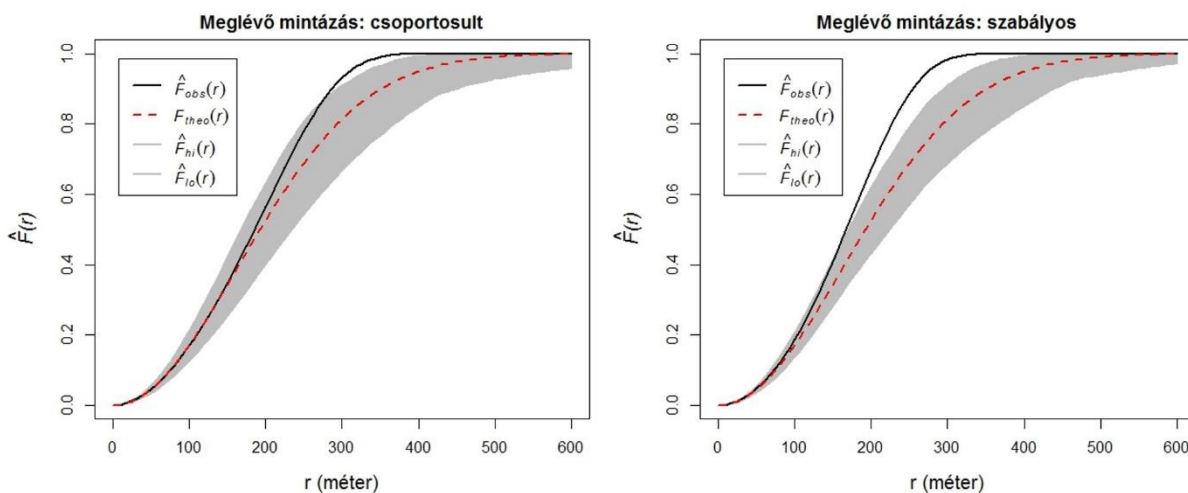 Meglévő mintázás: csoportosult
F̂obs(r)
Ftheo(r)
F̂hi(r)
F̂lo(r)
F̂(r)
1.0
0.8
0.6
0.4
0.2
0.0
0 100 200 300 400 500 600
r (méter)
Meglévő mintázás: szabályos
F̂obs(r)
Ftheo(r)
F̂hi(r)
F̂lo(r)
F̂(r)
1.0
0.8
0.6
0.4
0.2
0.0
0 100 200 300 400 500 600
r (méter)